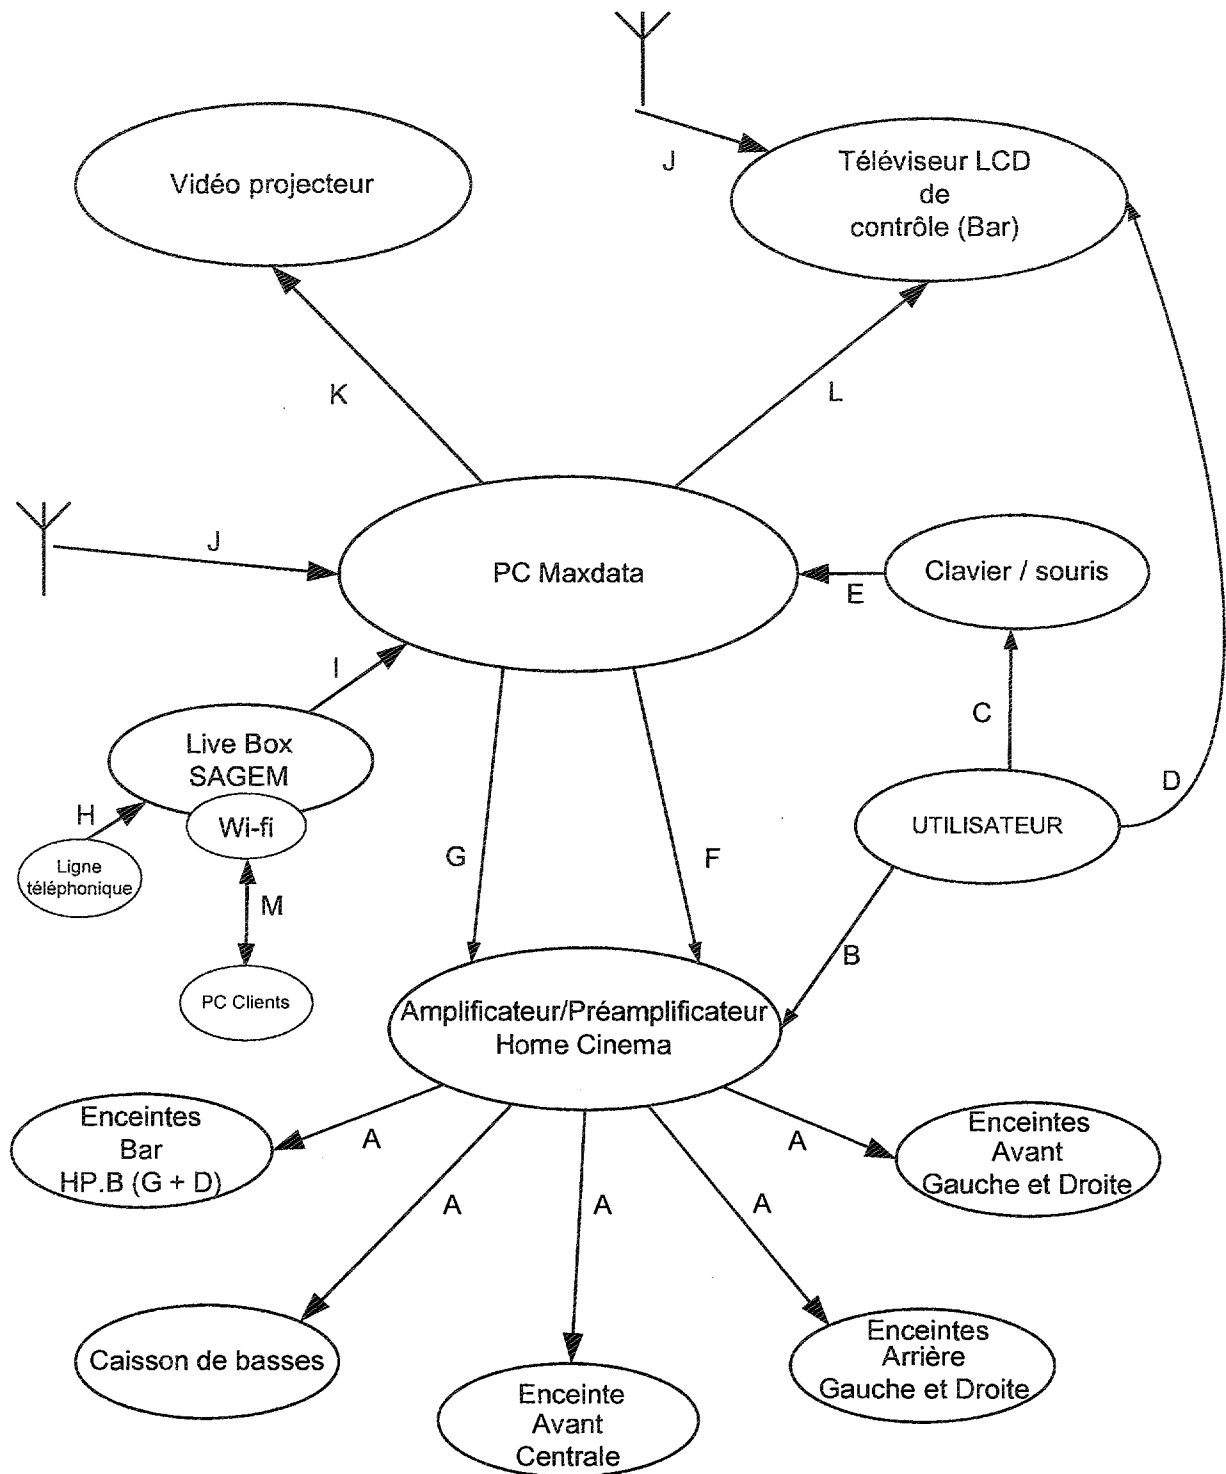 J
Téléviseur LCD
de
contrôle (Bar)
Vidéo projecteur
K
L
J
PC Maxdata
E
Clavier / souris
I
C
Live Box
SAGEM
D
H
Wi-fi
UTILISATEUR
Ligne
téléphonique
G
F
M
B
PC Clients
Amplificateur/Préamplificateur
Home Cinema
Enceintes
Bar
HP.B (G + D)
A
A
A
A
A
Enceintes
Avant
Gauche et Droite
Caisson de basses
Enceinte
Avant
Centrale
Enceintes
Arrière
Gauche et Droite